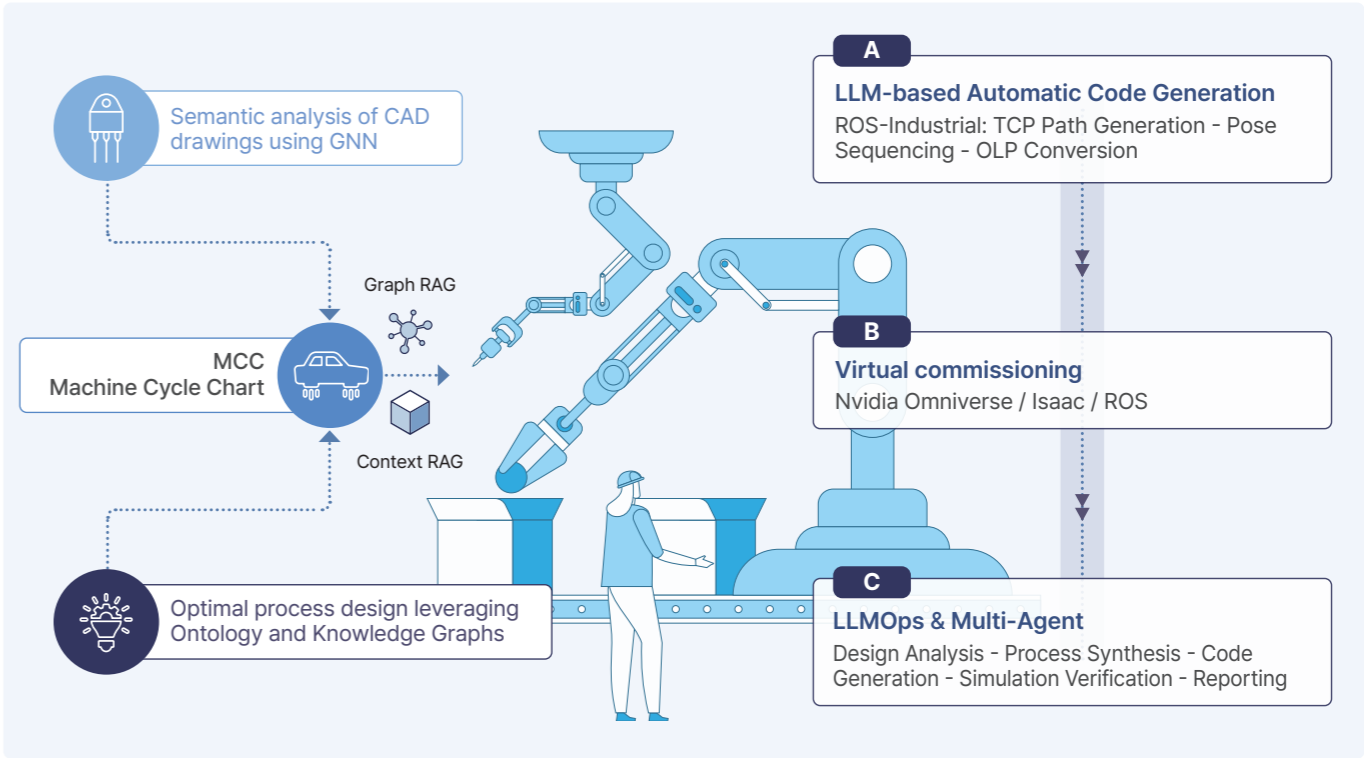 Semantic analysis of CAD
drawings using GNN
Graph RAG
MCC
Machine Cycle Chart
Context RAG
Optimal process design leveraging
Ontology and Knowledge Graphs
A
LLM-based Automatic Code Generation
ROS-Industrial: TCP Path Generation - Pose
Sequencing - OLP Conversion
B
Virtual commissioning
Nvidia Omniverse / Isaac / ROS
C
LLMOps & Multi-Agent
Design Analysis - Process Synthesis - Code
Generation - Simulation Verification - Reporting